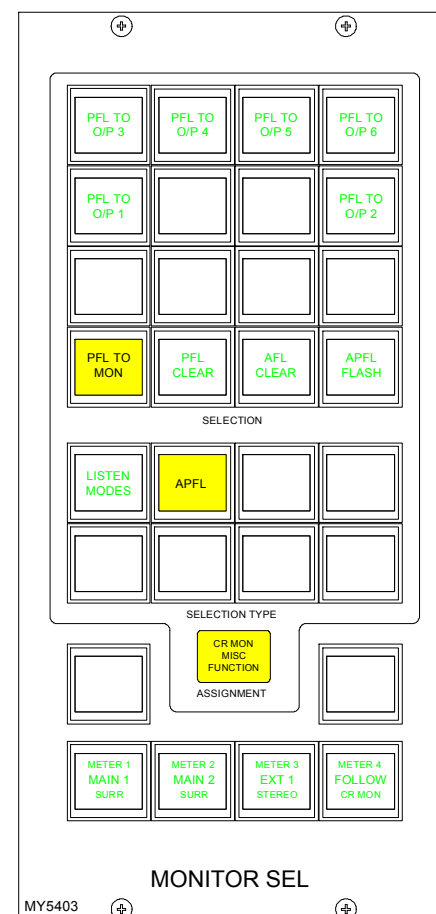 PFL TO
O/P 3
PFL TO
O/P 4
PFL TO
O/P 5
PFL TO
O/P 6
PFL TO
O/P 1
PFL TO
O/P 2
PFL TO
MON
PFL
CLEAR
AFL
CLEAR
APFL
FLASH
SELECTION
LISTEN
MODES
APFL
SELECTION TYPE
CR MON
MISC
FUNCTION
ASSIGNMENT
METER 1
MAIN 1
SURR
METER 2
MAIN 2
SURR
METER 3
EXT 1
STEREO
METER 4
FOLLOW
CR MON
MONITOR SEL
MY5403